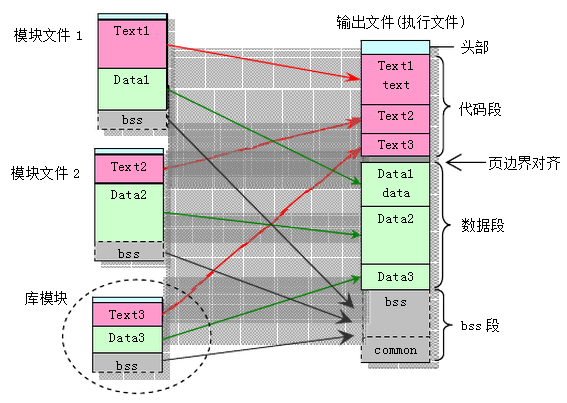 模块文件 1
Text1
Data1
bss
模块文件 2
Text2
Data2
bss
库模块
Text3
Data3
bss
输出文件(执行文件)
头部
Text1
text
Text2
Text3
代码段
页边界对齐
Data1
data
Data2
Data3
数据段
bss
common
bss 段